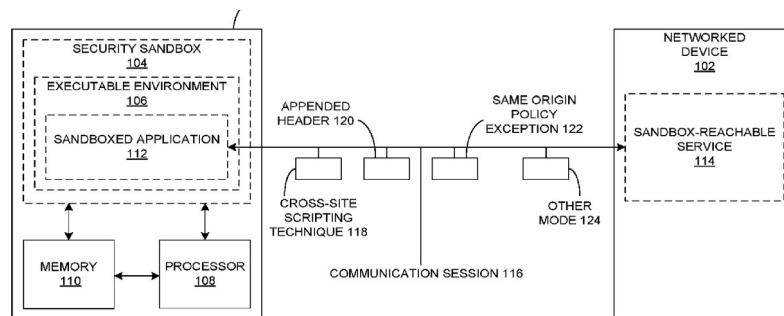 SECURITY SANDBOX
104
EXECUTABLE ENVIRONMENT
106
SANDBOXED APPLICATION
112
MEMORY
110
PROCESSOR
108
APPENDED
HEADER 120
SAME ORIGIN
POLICY
EXCEPTION 122
CROSS-SITE
SCRIPTING
TECHNIQUE 118
OTHER
MODE 124
COMMUNICATION SESSION 116
NETWORKED
DEVICE
102
SANDBOX-REACHABLE
SERVICE
114